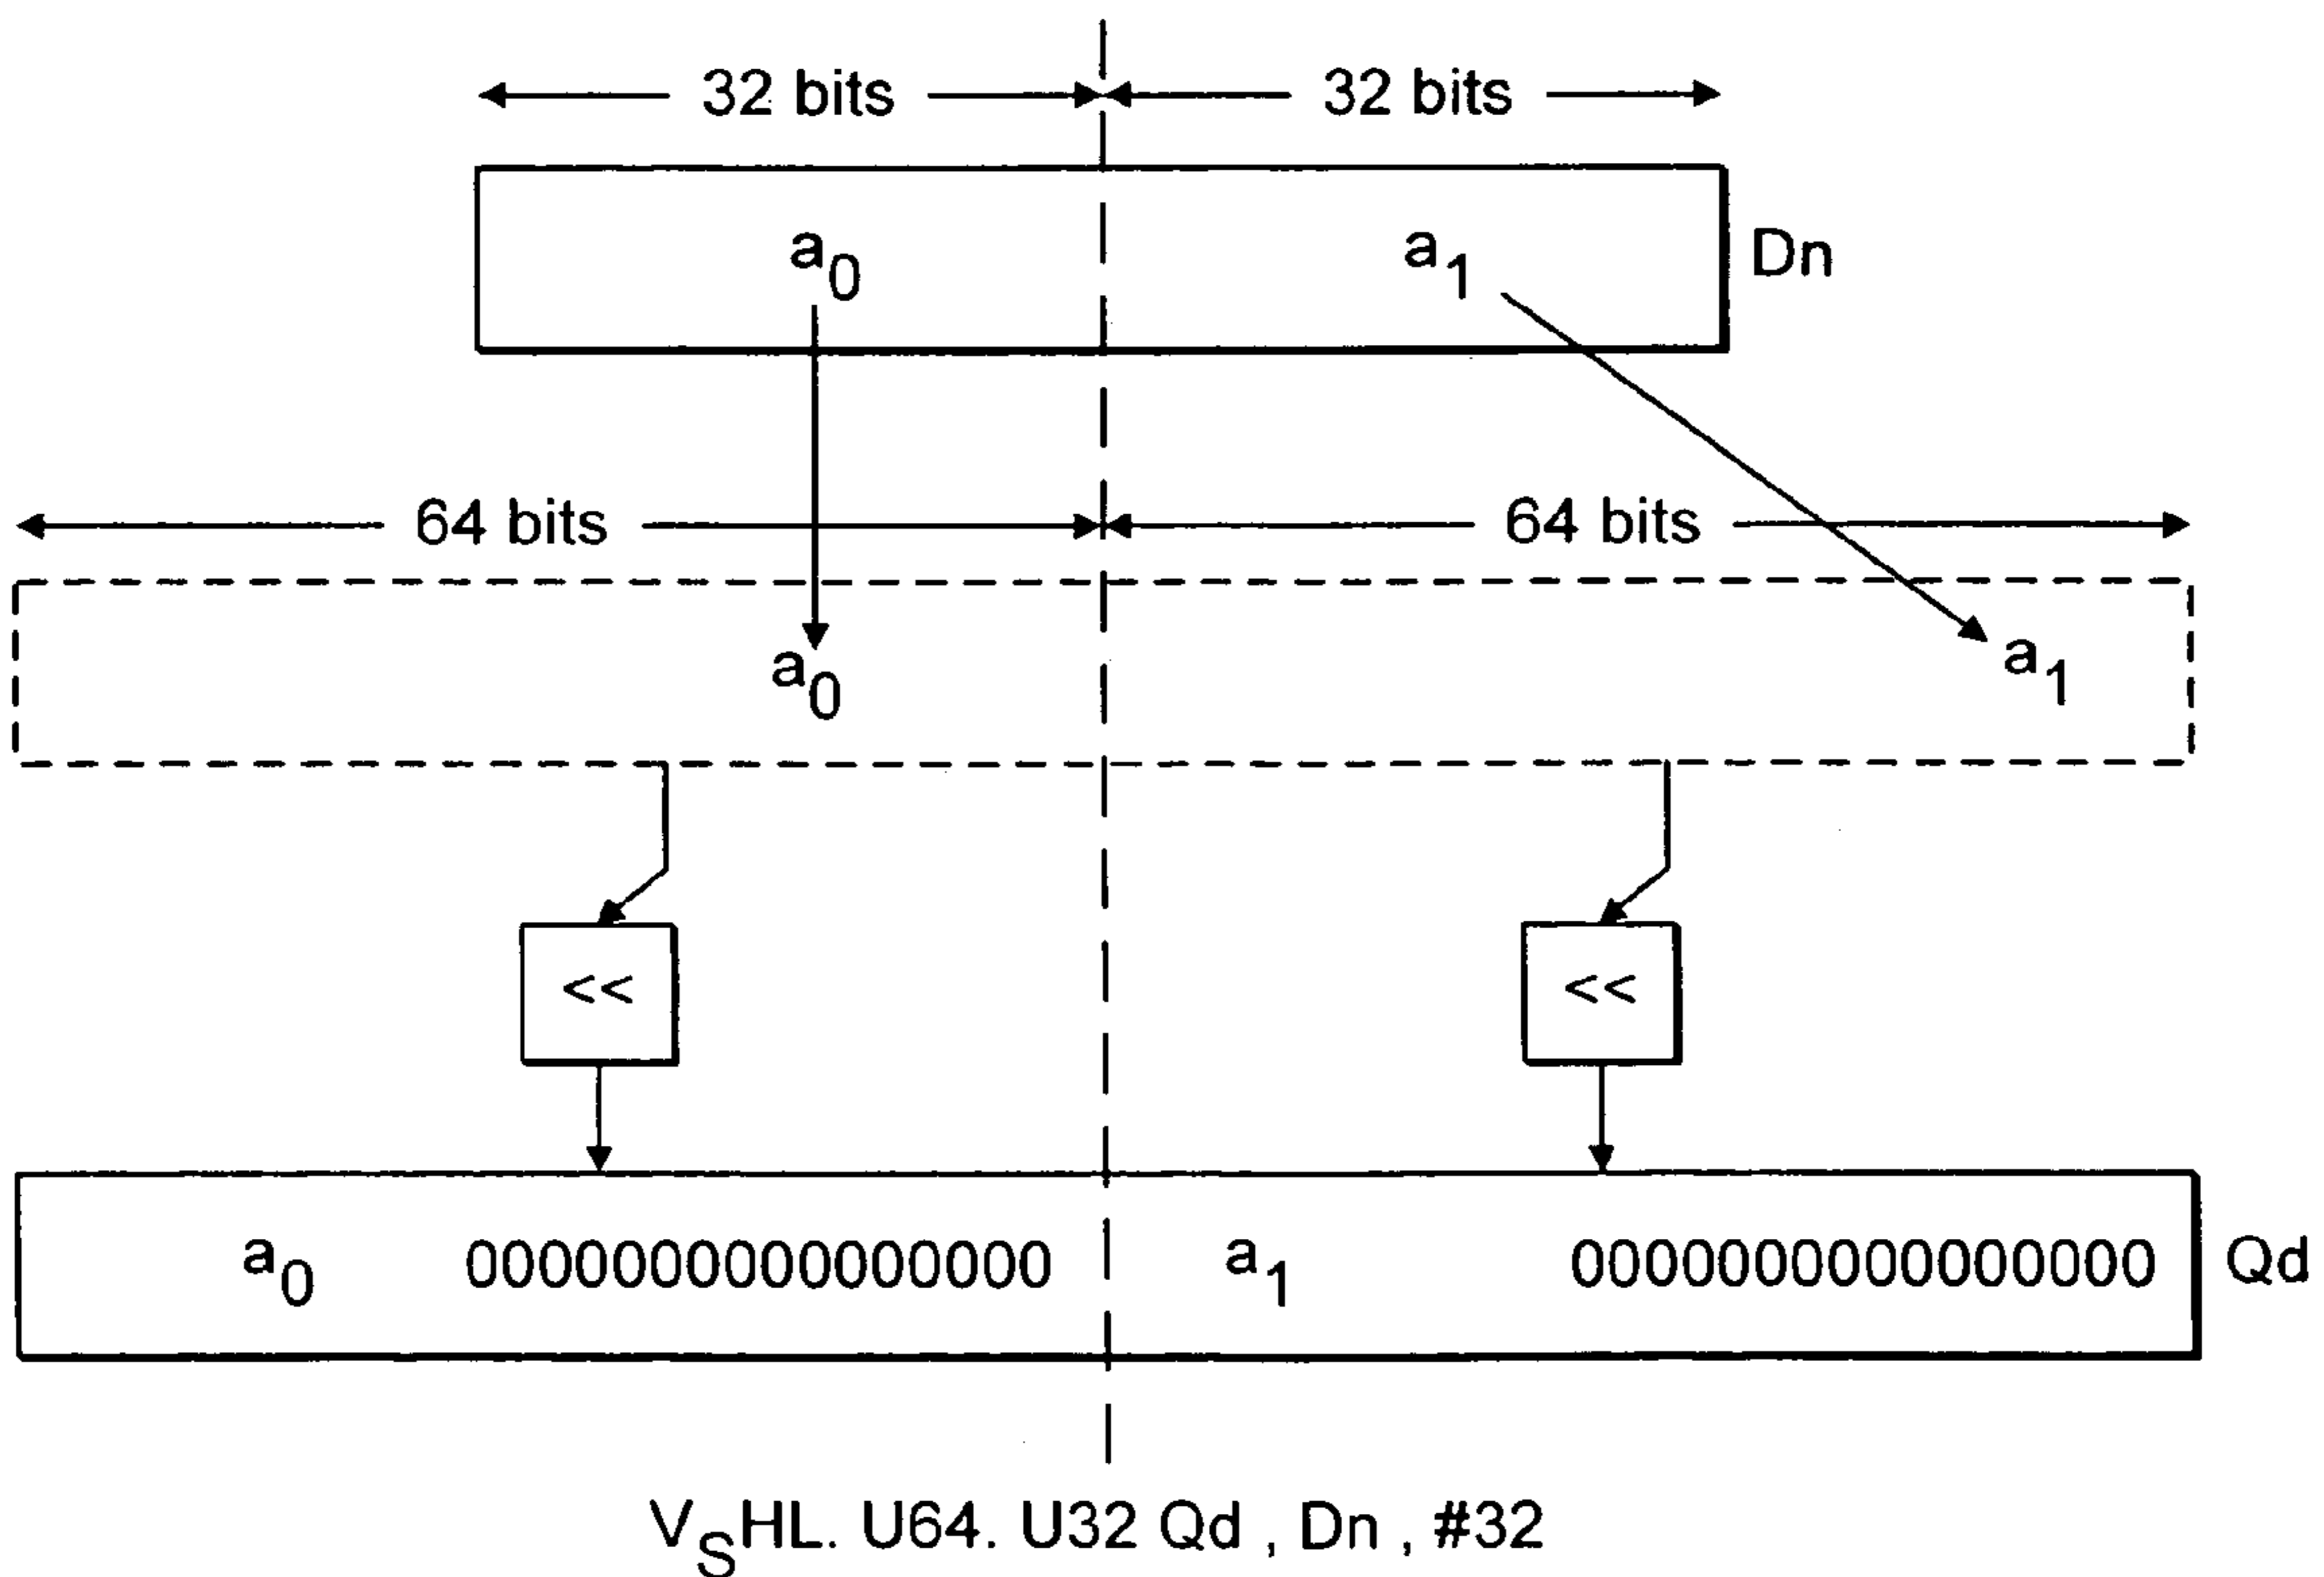 32 bits 32 bits
a0 a1 Dn
64 bits 64 bits
a0 a1
<< <<
a0 0000000000000000 a1 0000000000000000 Qd
VSHL. U64. U32 Qd , Dn , #32